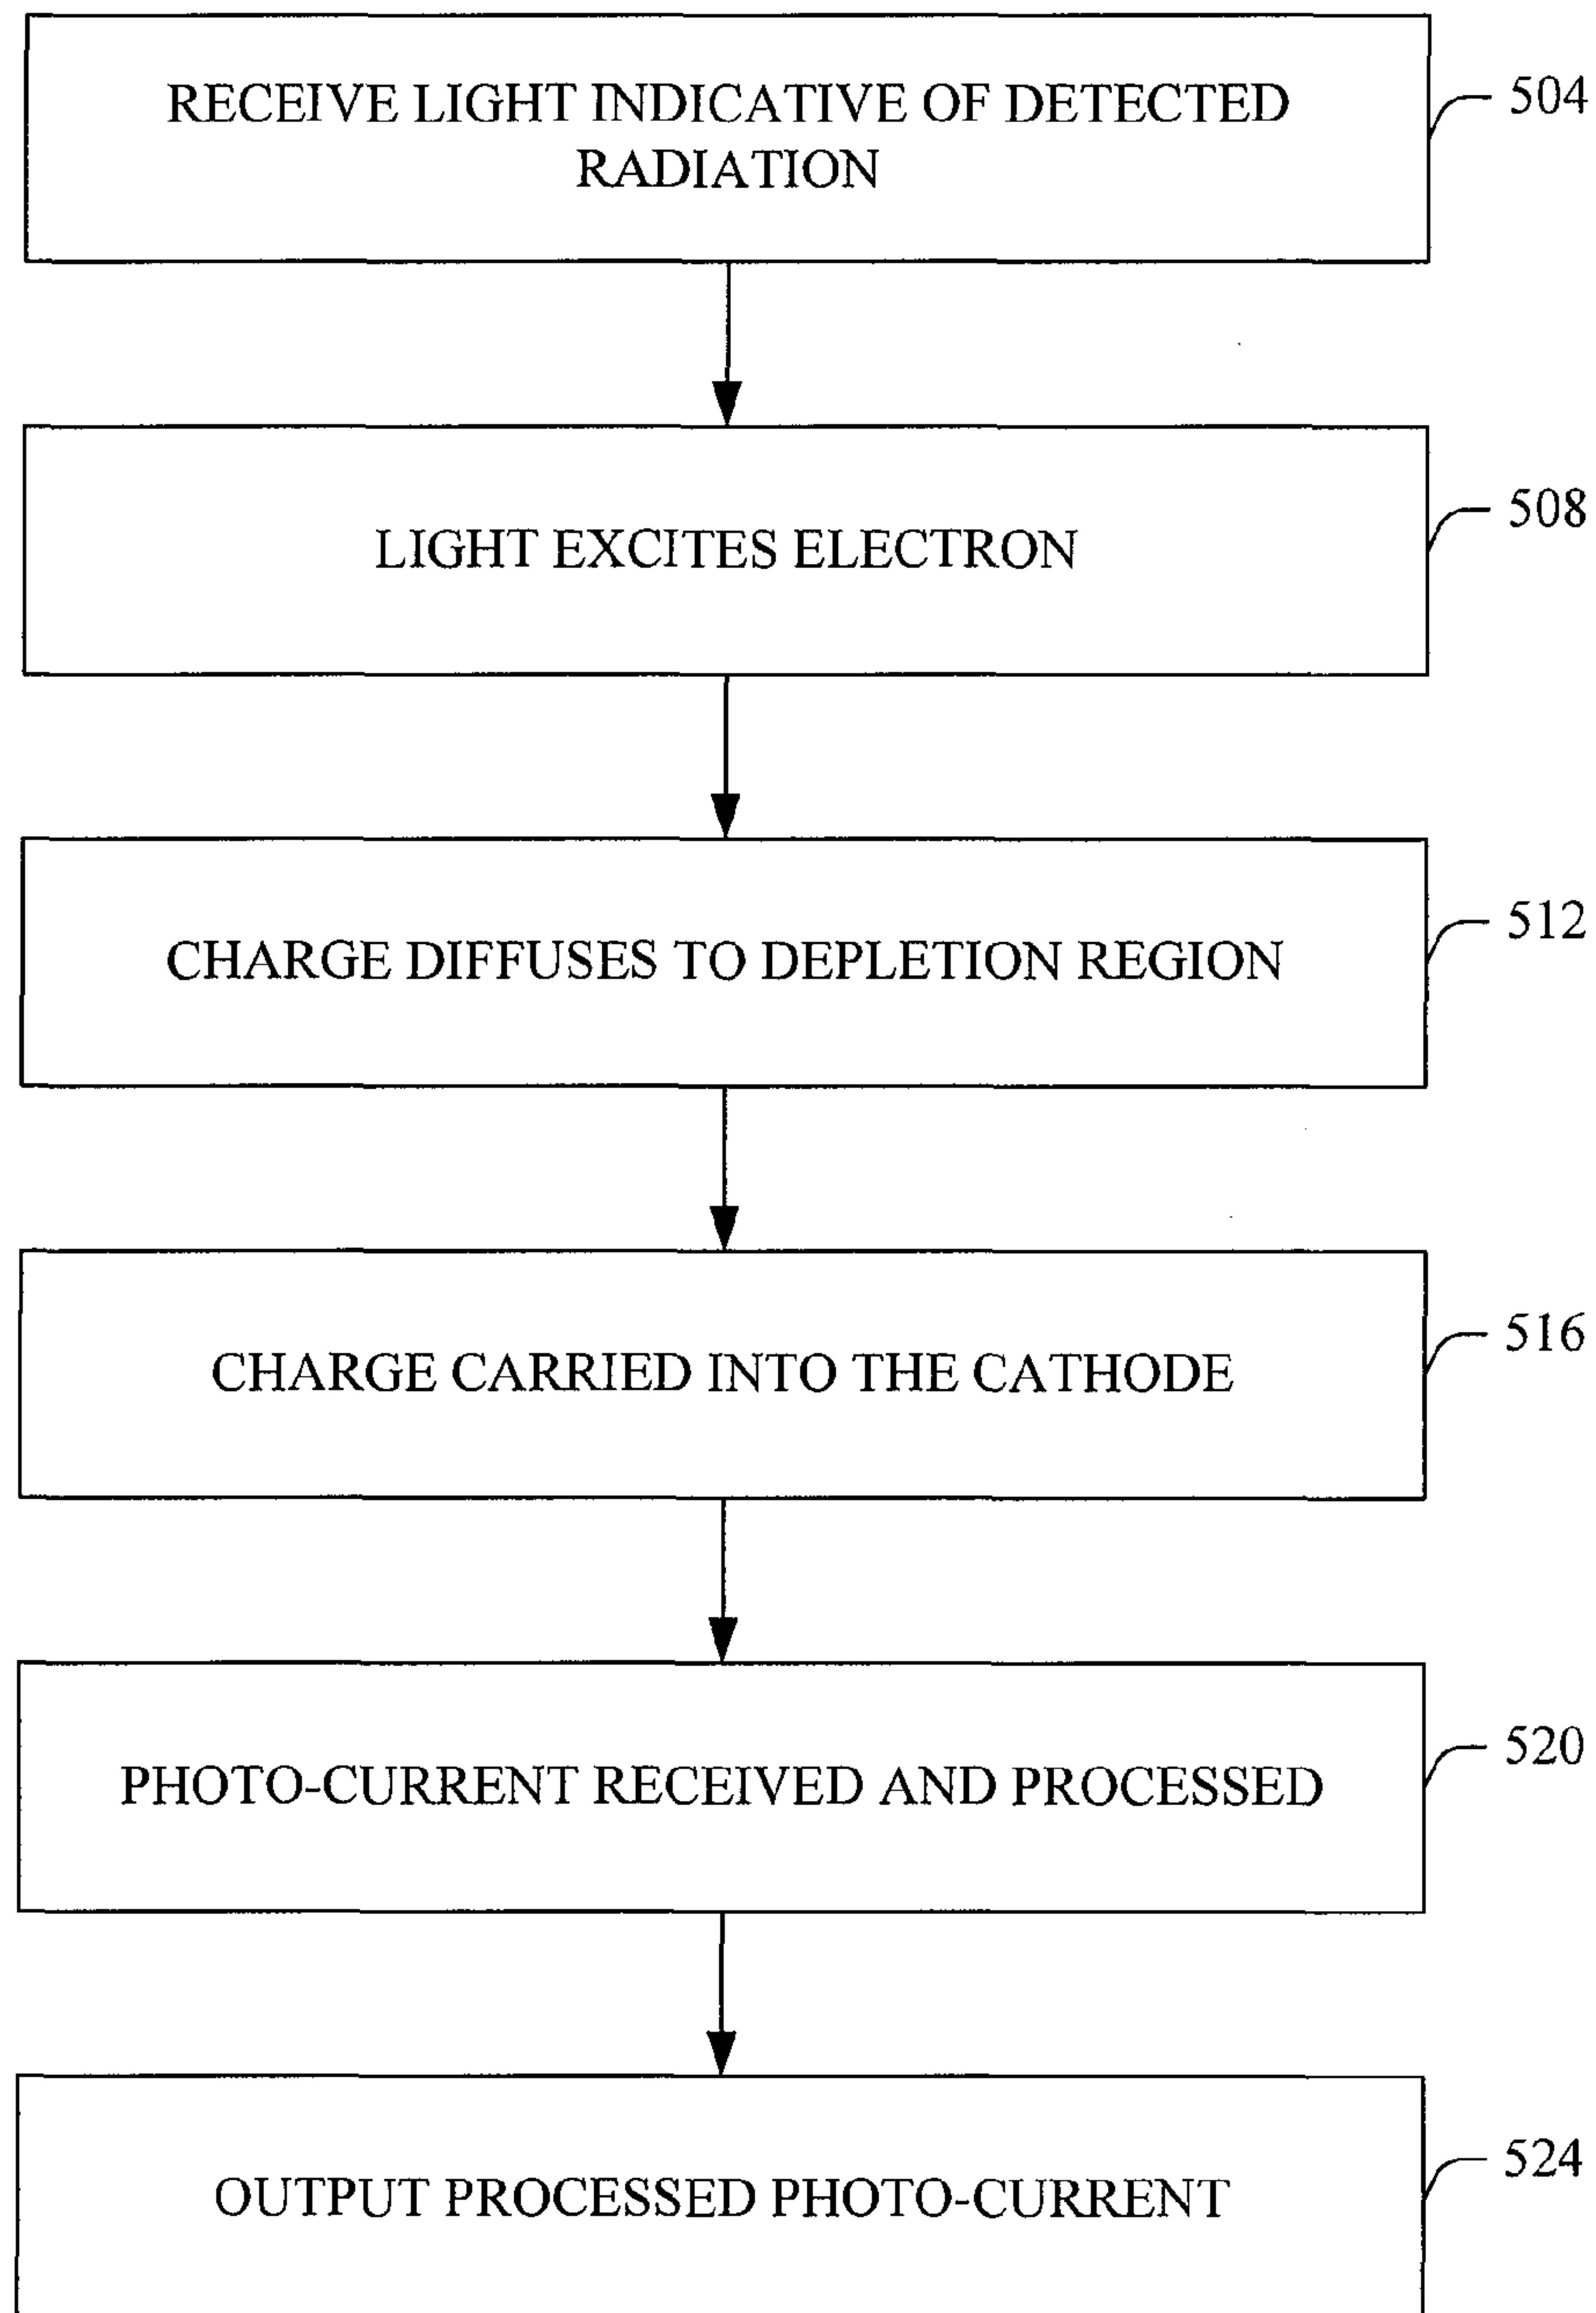 RECEIVE LIGHT INDICATIVE OF DETECTED
RADIATION
504
LIGHT EXCITES ELECTRON
508
CHARGE DIFFUSES TO DEPLETION REGION
512
CHARGE CARRIED INTO THE CATHODE
516
PHOTO-CURRENT RECEIVED AND PROCESSED
520
OUTPUT PROCESSED PHOTO-CURRENT
524